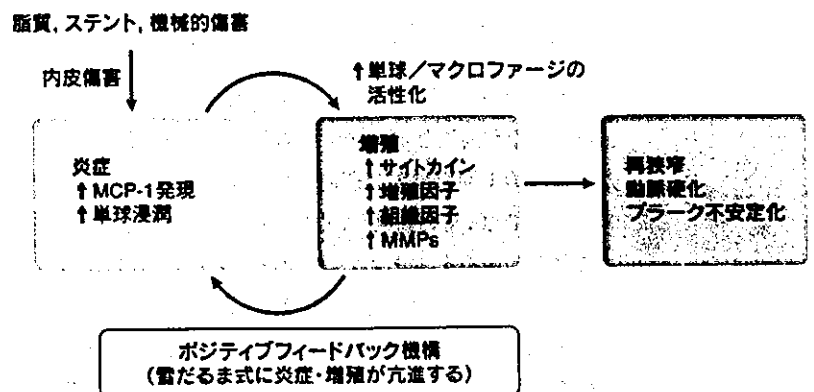 脂質, ステント, 機械的傷害
内皮傷害
↑単球／マクロファージの
活性化
炎症
↑MCP-1発現
↑単球浸潤
増殖
↑サイトカイン
↑増殖因子
↑組織因子
↑MMPs
再狭窄
動脈硬化
プラーク不安定化
ポジティブフィードバック機構
(雪だるま式に炎症・増殖が亢進する)